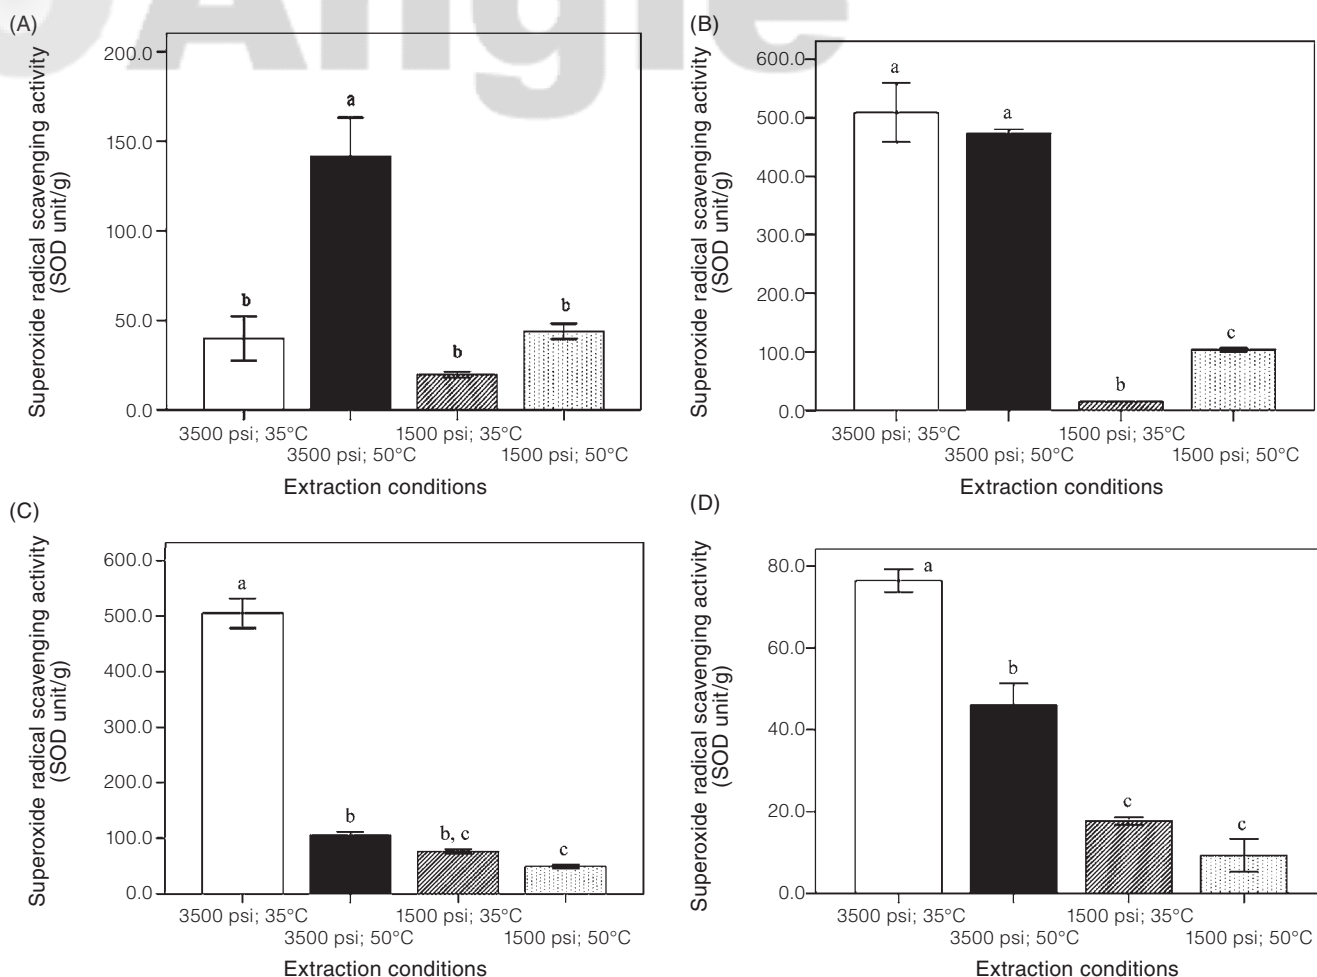 Angle
(A)
Superoxide radical scavenging activity
(SOD unit/g)
200.0
150.0
100.0
50.0
0.0
b
a
b
b
3500 psi; 35°C
3500 psi; 50°C
1500 psi; 35°C
1500 psi; 50°C
Extraction conditions
(B)
Superoxide radical scavenging activity
(SOD unit/g)
600.0
500.0
400.0
300.0
200.0
100.0
0.0
a
a
b
c
3500 psi; 35°C
3500 psi; 50°C
1500 psi; 35°C
1500 psi; 50°C
Extraction conditions
(C)
Superoxide radical scavenging activity
(SOD unit/g)
600.0
500.0
400.0
300.0
200.0
100.0
0.0
a
b
b, c
c
3500 psi; 35°C
3500 psi; 50°C
1500 psi; 35°C
1500 psi; 50°C
Extraction conditions
(D)
Superoxide radical scavenging activity
(SOD unit/g)
80.0
60.0
40.0
20.0
0.0
a
b
c
c
3500 psi; 35°C
3500 psi; 50°C
1500 psi; 35°C
1500 psi; 50°C
Extraction conditions